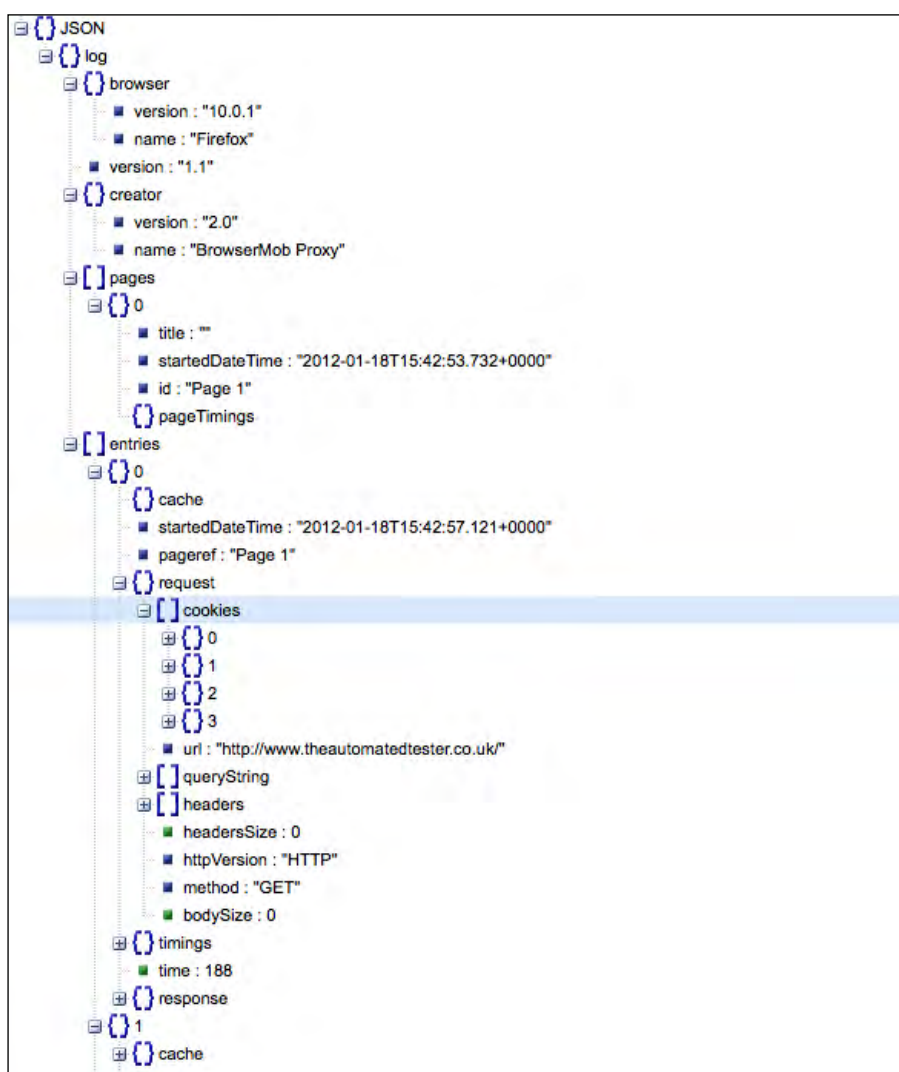 JSON
log
browser
version : "10.0.1"
name : "Firefox"
version : "1.1"
creator
version : "2.0"
name : "BrowserMob Proxy"
pages
0
title : ""
startedDateTime : "2012-01-18T15:42:53.732+0000"
id : "Page 1"
pageTimings
entries
0
cache
startedDateTime : "2012-01-18T15:42:57.121+0000"
pageref : "Page 1"
request
cookies
0
1
2
3
url : "http://www.theautomatedtester.co.uk/"
queryString
headers
headersSize : 0
httpVersion : "HTTP"
method : "GET"
bodySize : 0
timings
time : 188
response
1
cache